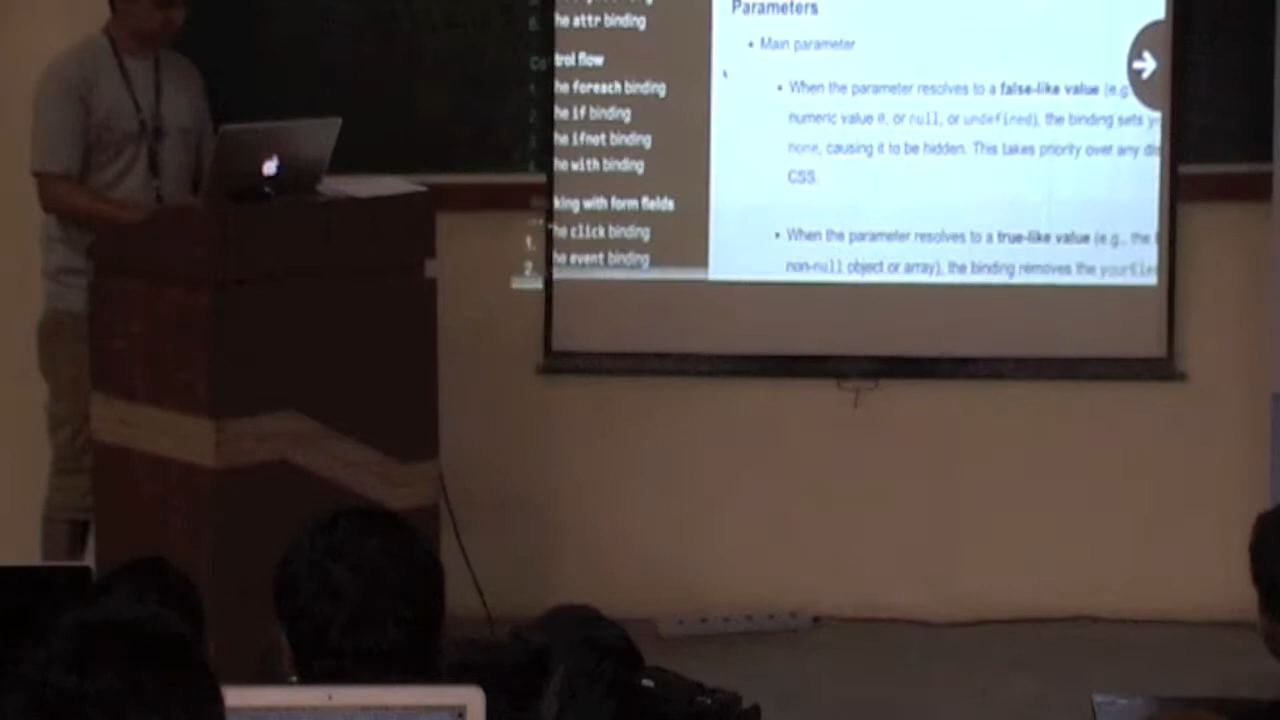 he attr binding
trol flow
he foreach binding
he if binding
he ifnot binding
he with binding
king with form fields
1. he click binding
2. he event binding
Parameters
• Main parameter
• When the parameter resolves to a false-like value (e.g.
numeric value 0, or null, or undefined), the binding sets
none, causing it to be hidden. This takes priority over any
CSS.
• When the parameter resolves to a true-like value (e.g., the
non-null object or array), the binding removes the